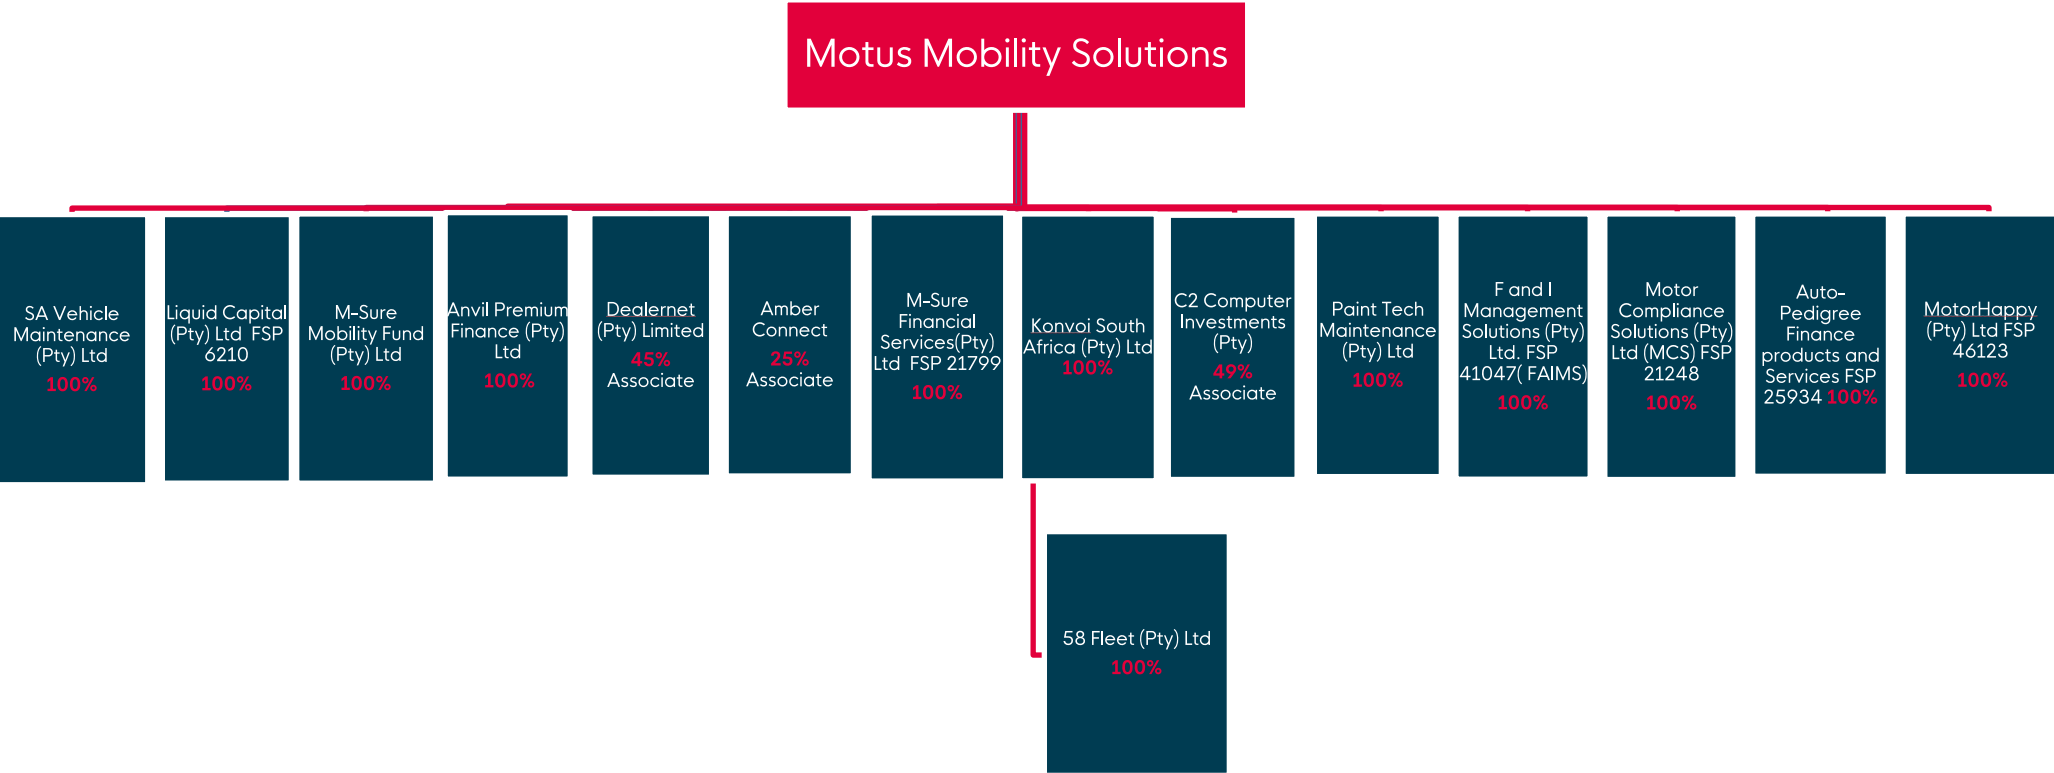 Motus Mobility Solutions
SA Vehicle
Maintenance
(Pty) Ltd
100%
Liquid Capital
(Pty) Ltd FSP
6210
100%
M-Sure
Mobility Fund
(Pty) Ltd
100%
Anvil Premium
Finance (Pty)
Ltd
100%
Dealernet
(Pty) Limited
45%
Associate
Amber
Connect
25%
Associate
M-Sure
Financial
Services(Pty)
Ltd FSP 21799
100%
Konvoi South
Africa (Pty) Ltd
100%
C2 Computer
Investments
(Pty)
49%
Associate
Paint Tech
Maintenance
(Pty) Ltd
100%
F and I
Management
Solutions (Pty)
Ltd. FSP
41047( FAIMS)
100%
Motor
Compliance
Solutions (Pty)
Ltd (MCS) FSP
21248
100%
Auto-
Pedigree
Finance
products and
Services FSP
25934 100%
MotorHappy
(Pty) Ltd FSP
46123
100%
58 Fleet (Pty) Ltd
100%